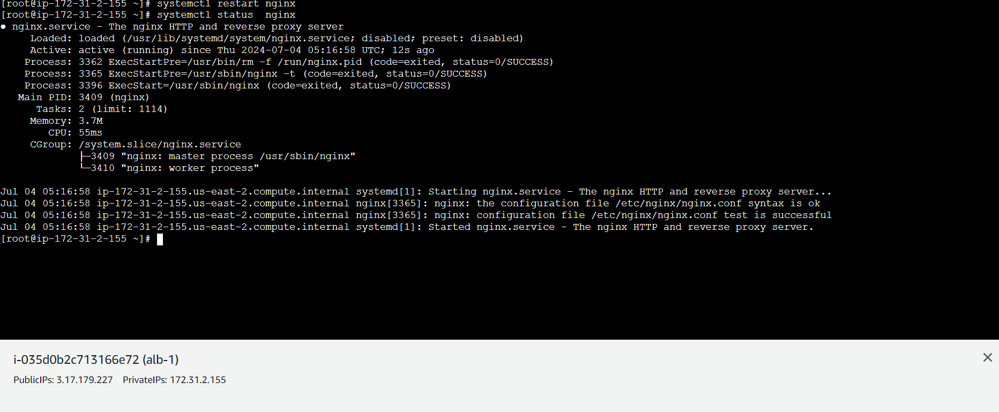 [root@ip-172-31-2-155 ~]# systemctl restart nginx
[root@ip-172-31-2-155 ~]# systemctl status  nginx
● nginx.service - The nginx HTTP and reverse proxy server
     Loaded: loaded (/usr/lib/systemd/system/nginx.service; disabled; preset: disabled)
     Active: active (running) since Thu 2024-07-04 05:16:58 UTC; 12s ago
    Process: 3362 ExecStartPre=/usr/bin/rm -f /run/nginx.pid (code=exited, status=0/SUCCESS)
    Process: 3365 ExecStartPre=/usr/sbin/nginx -t (code=exited, status=0/SUCCESS)
    Process: 3396 ExecStart=/usr/sbin/nginx (code=exited, status=0/SUCCESS)
   Main PID: 3409 (nginx)
      Tasks: 2 (limit: 1114)
     Memory: 3.7M
        CPU: 55ms
     CGroup: /system.slice/nginx.service
             ├─3409 "nginx: master process /usr/sbin/nginx"
             └─3410 "nginx: worker process"
Jul 04 05:16:58 ip-172-31-2-155.us-east-2.compute.internal systemd[1]: Starting nginx.service - The nginx HTTP and reverse proxy server...
Jul 04 05:16:58 ip-172-31-2-155.us-east-2.compute.internal nginx[3365]: nginx: the configuration file /etc/nginx/nginx.conf syntax is ok
Jul 04 05:16:58 ip-172-31-2-155.us-east-2.compute.internal nginx[3365]: nginx: configuration file /etc/nginx/nginx.conf test is successful
Jul 04 05:16:58 ip-172-31-2-155.us-east-2.compute.internal systemd[1]: Started nginx.service - The nginx HTTP and reverse proxy server.
[root@ip-172-31-2-155 ~]#
i-035d0b2c713166e72 (alb-1)
PublicIPs: 3.17.179.227    PrivateIPs: 172.31.2.155